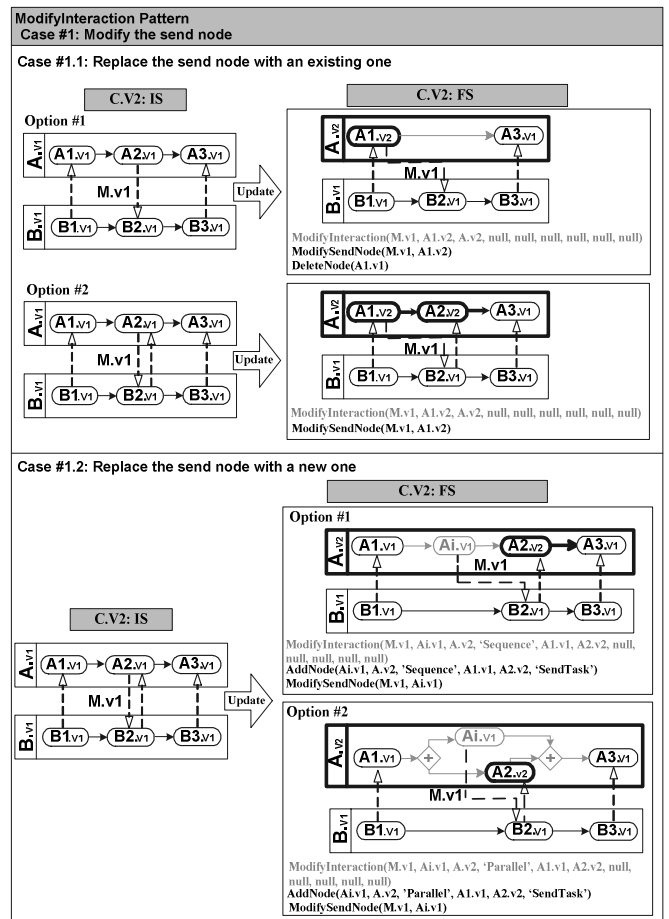 ModifyInteraction Pattern
Case #1: Modify the send node
Case #1.1: Replace the send node with an existing one
C.V2: IS
C.V2: FS
Option #1
A.V1
A1.V1 A2.V1 A3.V1
M.v1
B.V1
B1.V1 B2.V1 B3.V1
Update
A.V2
A1.V2 A3.V1
M.v1
B.V1
B1.V1 B2.V1 B3.V1
ModifyInteraction(M.v1, A1.v2, A.v2, null, null, null, null, null, null)
ModifySendNode(M.v1, A1.v2)
DeleteNode(A1.v1)
Option #2
A.V1
A1.V1 A2.V1 A3.V1
M.v1
B.V1
B1.V1 B2.V1 B3.V1
Update
A.V2
A1.V2 A2.V2 A3.V1
M.v1
B.V1
B1.V1 B2.V1 B3.V1
ModifyInteraction(M.v1, A1.v2, A.v2, null, null, null, null, null, null)
ModifySendNode(M.v1, A1.v2)
Case #1.2: Replace the send node with a new one
C.V2: FS
Option #1
A.V2
A1.V1 Ai.V1 A2.V2 A3.V1
M.v1
B.V1
B1.V1 B2.V1 B3.V1
ModifyInteraction(M.v1, Ai.v1, A.v2, ‘Sequence’, A1.v1, A2.v2, null,
null, null, null, null)
AddNode(Ai.v1, A.v2, ’Sequence’, A1.v1, A2.v2, ‘SendTask’)
ModifySendNode(M.v1, Ai.v1)
C.V2: IS
A.V1
A1.V1 A2.V1 A3.V1
M.v1
B.V1
B1.V1 B2.V1 B3.V1
Update
Option #2
A.V2
A1.V1 + Ai.V1 + A3.V1
A2.V2
M.v1
B.V1
B1.V1 B2.V1 B3.V1
ModifyInteraction(M.v1, Ai.v1, A.v2, ‘Parallel’, A1.v1, A2.v2, null,
null, null, null, null)
AddNode(Ai.v1, A.v2, ’Parallel’, A1.v1, A2.v2, ‘SendTask’)
ModifySendNode(M.v1, Ai.v1)